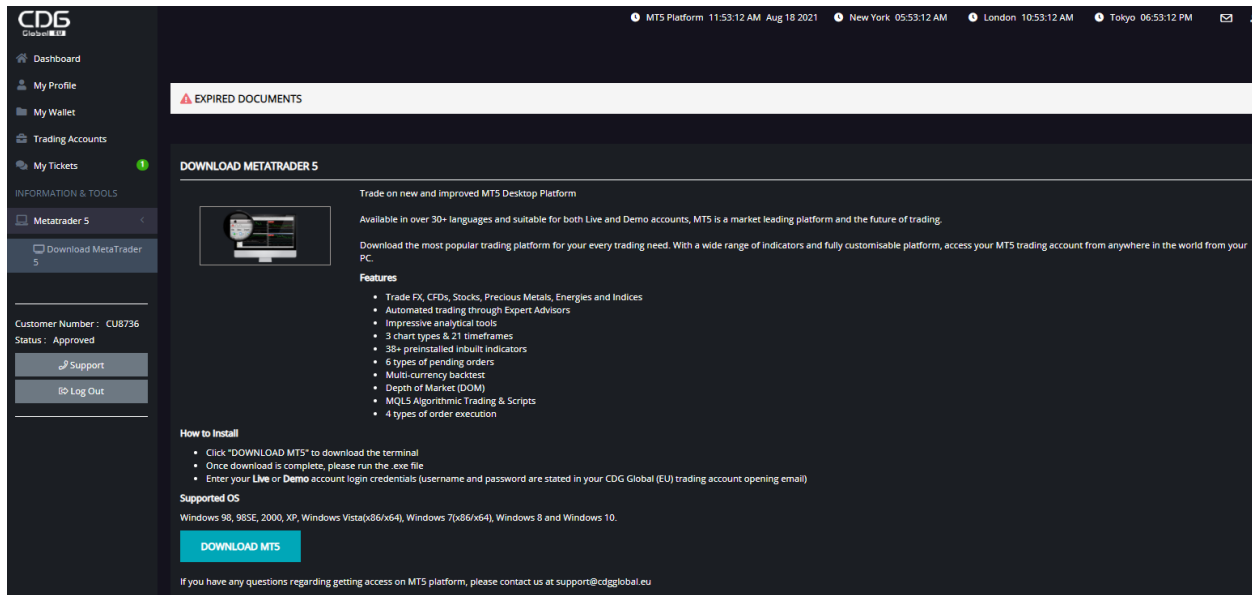 CDG
Global EU
MT5 Platform 11:53:12 AM Aug 18 2021 New York 05:53:12 AM London 10:53:12 AM Tokyo 06:53:12 PM
Dashboard
My Profile
My Wallet
Trading Accounts
My Tickets 1
INFORMATION & TOOLS
Metatrader 5
Download MetaTrader
5
Customer Number : CU8736
Status : Approved
Support
Log Out
EXPIRED DOCUMENTS
DOWNLOAD METATRADER 5
Trade on new and improved MT5 Desktop Platform
Available in over 30+ languages and suitable for both Live and Demo accounts, MT5 is a market leading platform and the future of trading.
Download the most popular trading platform for your every trading need. With a wide range of indicators and fully customisable platform, access your MT5 trading account from anywhere in the world from your
PC.
Features
• Trade FX, CFDs, Stocks, Precious Metals, Energies and Indices
• Automated trading through Expert Advisors
• Impressive analytical tools
• 3 chart types & 21 timeframes
• 38+ preinstalled inbuilt indicators
• 6 types of pending orders
• Multi-currency backtest
• Depth of Market (DOM)
• MQL5 Algorithmic Trading & Scripts
• 4 types of order execution
How to Install
• Click "DOWNLOAD MT5" to download the terminal
• Once download is complete, please run the .exe file
• Enter your Live or Demo account login credentials (username and password are stated in your CDG Global (EU) trading account opening email)
Supported OS
Windows 98, 98SE, 2000, XP, Windows Vista(x86/x64), Windows 7(x86/x64), Windows 8 and Windows 10.
DOWNLOAD MT5
If you have any questions regarding getting access on MT5 platform, please contact us at support@cdgglobal.eu